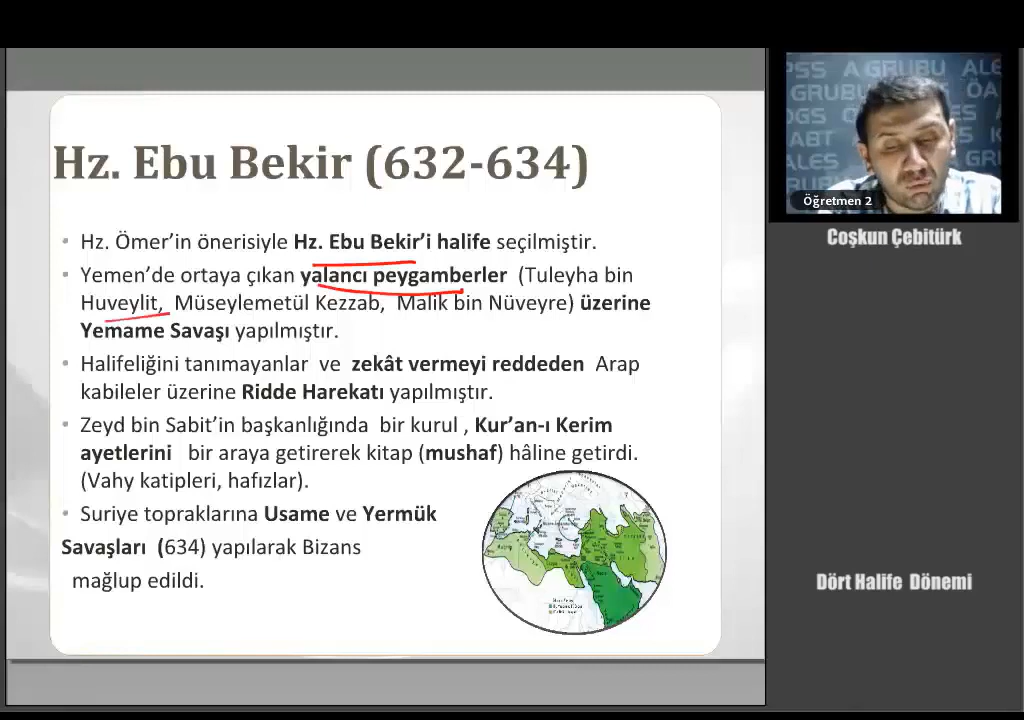 Hz. Ebu Bekir (632-634)
• Hz. Ömer’in önerisiyle Hz. Ebu Bekir’i halife seçilmiştir.
• Yemen’de ortaya çıkan yalancı peygamberler (Tuleyha bin
Huveylit, Müseylemetül Kezzab, Malik bin Nüveyre) üzerine
Yemame Savaşı yapılmıştır.
• Halifeliğini tanımayanlar ve zekât vermeyi reddeden Arap
kabileler üzerine Ridde Harekatı yapılmıştır.
• Zeyd bin Sabit’in başkanlığında bir kurul , Kur’an-ı Kerim
ayetlerini bir araya getirerek kitap (mushaf) hâline getirdi.
(Vahy katipleri, hafızlar).
• Suriye topraklarına Usame ve Yermük
Savaşları (634) yapılarak Bizans
mağlup edildi.
PSS A GRUBU ALE
GRUBU ÖA
DGS
ABT
ALES GR
Öğretmen 2
Coşkun Çebitürk
Dört Halife Dönemi